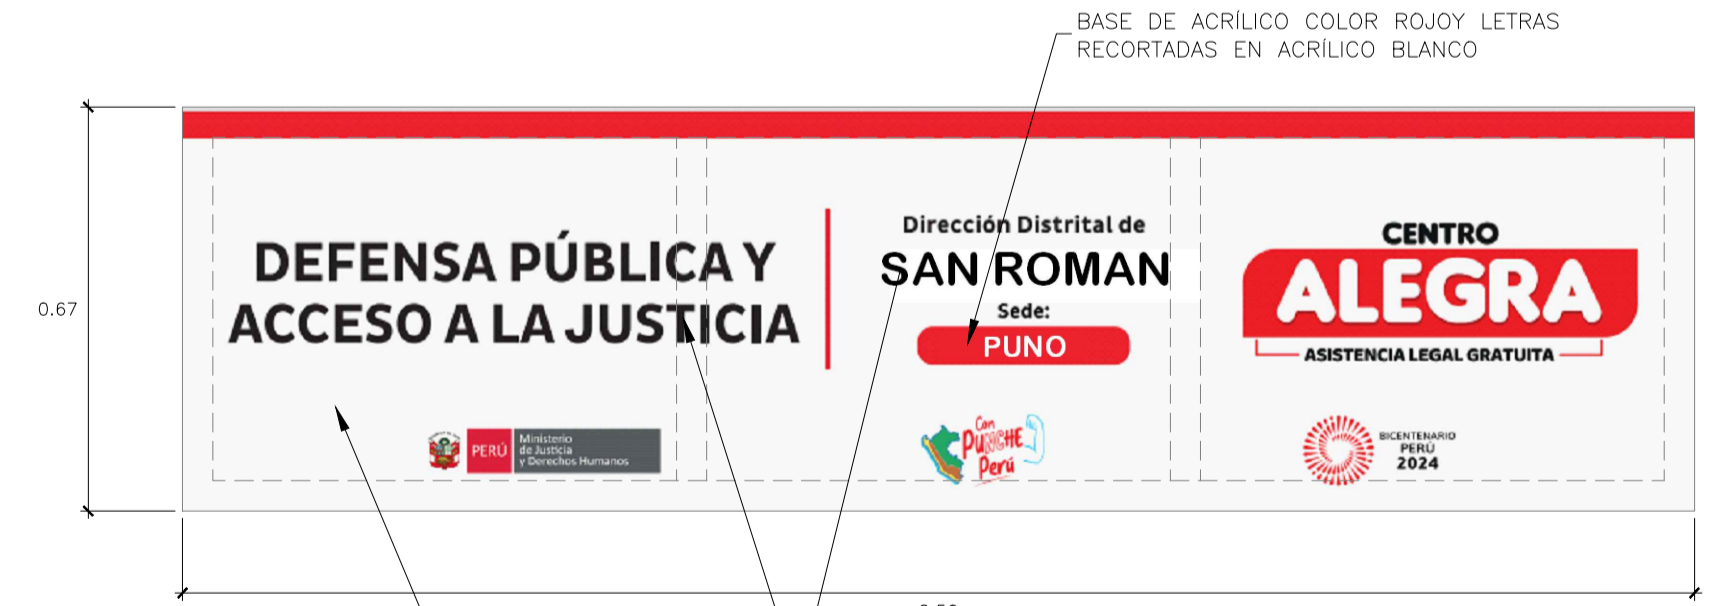 BASE DE ACRÍLICO COLOR ROJOY LETRAS
RECORTADAS EN ACRÍLICO BLANCO
0.67
DEFENSA PÚBLICA Y
ACCESO A LA JUSTICIA
Dirección Distrital de
SAN ROMAN
Sede:
PUNO
CENTRO
ALEGRA
ASISTENCIA LEGAL GRATUITA
PERÚ
Ministerio
de Justicia
y Derechos Humanos
Con
PUNCHE
Perú
BICENTENARIO
PERÚ
2024